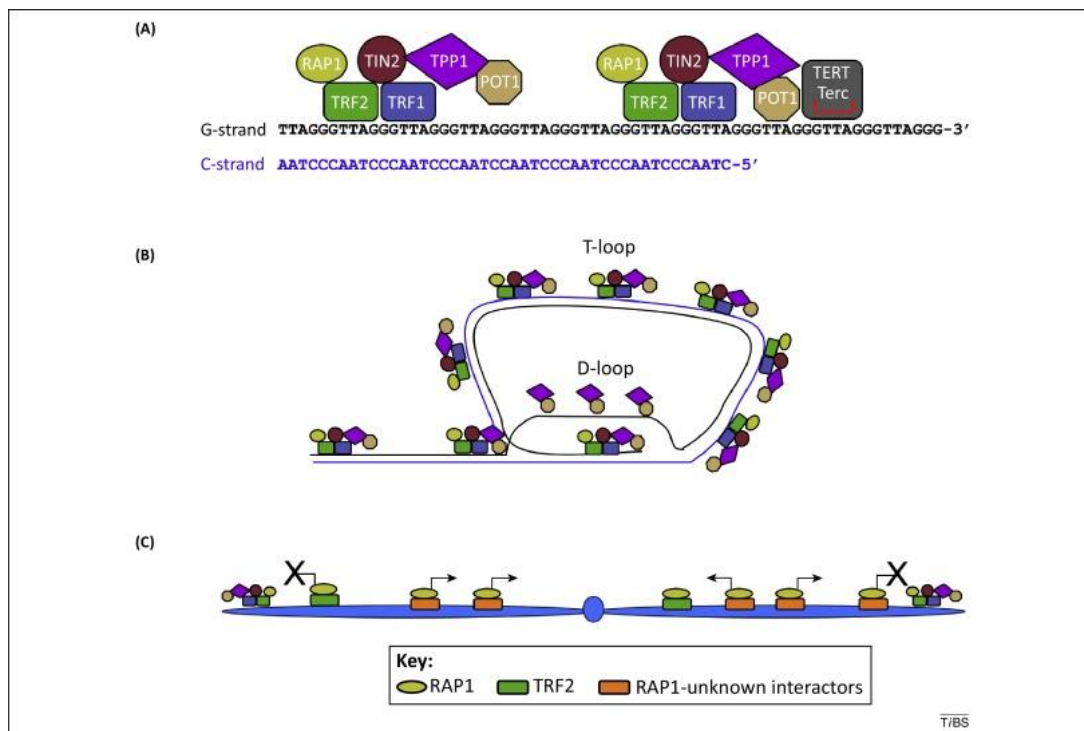 (A)
RAP1 TIN2 TPP1 POT1 TRF2 TRF1
RAP1 TIN2 TPP1 POT1 TERT Terc TRF2 TRF1
G-strand TTAGGGTTAGGGTTAGGGTTAGGGTTAGGGTTAGGGTTAGGGTTAGGGTTAGGGTTAGGGTTAGGG–3′
C-strand AATCCCAATCCCAATCCCAATCCAATCCCAATCCCAATCCCAATC–5′
(B)
T-loop
D-loop
(C)
X X
Key:
RAP1 TRF2 RAP1-unknown interactors
TiBS